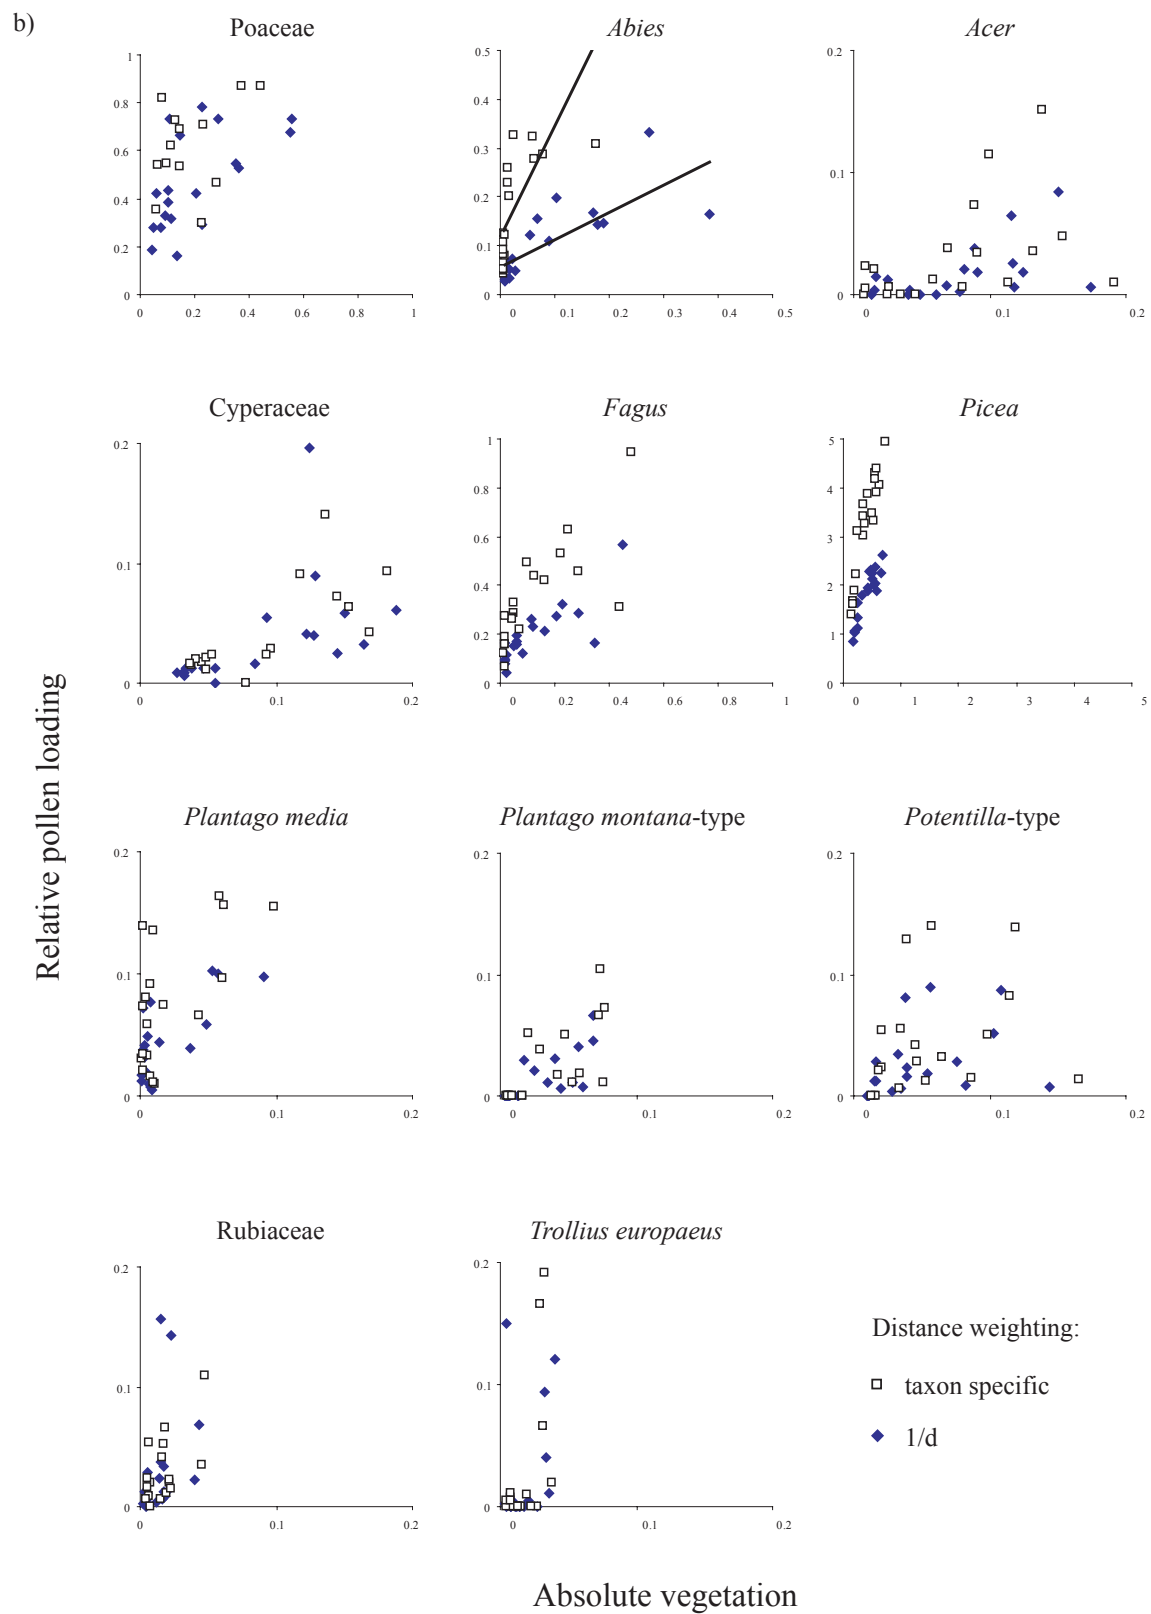 b)
Poaceae
Abies
Acer
1
0.8
0.6
0.4
0.2
0
0 0.2 0.4 0.6 0.8 1
0.5
0.4
0.3
0.2
0.1
0
0 0.1 0.2 0.3 0.4 0.5
0.2
0.1
0
0 0.1 0.2
Cyperaceae
Fagus
Picea
0.2
0.1
0
0 0.1 0.2
1
0.8
0.6
0.4
0.2
0
0 0.2 0.4 0.6 0.8 1
5
4
3
2
1
0
0 1 2 3 4 5
Relative pollen loading
Plantago media
Plantago montana-type
Potentilla-type
0.2
0.1
0
0 0.1 0.2
0.2
0.1
0
0 0.1 0.2
0.2
0.1
0
0 0.1 0.2
Rubiaceae
Trollius europaeus
0.2
0.1
0
0 0.1 0.2
0.2
0.1
0
0 0.1 0.2
Distance weighting:
taxon specific
1/d
Absolute vegetation